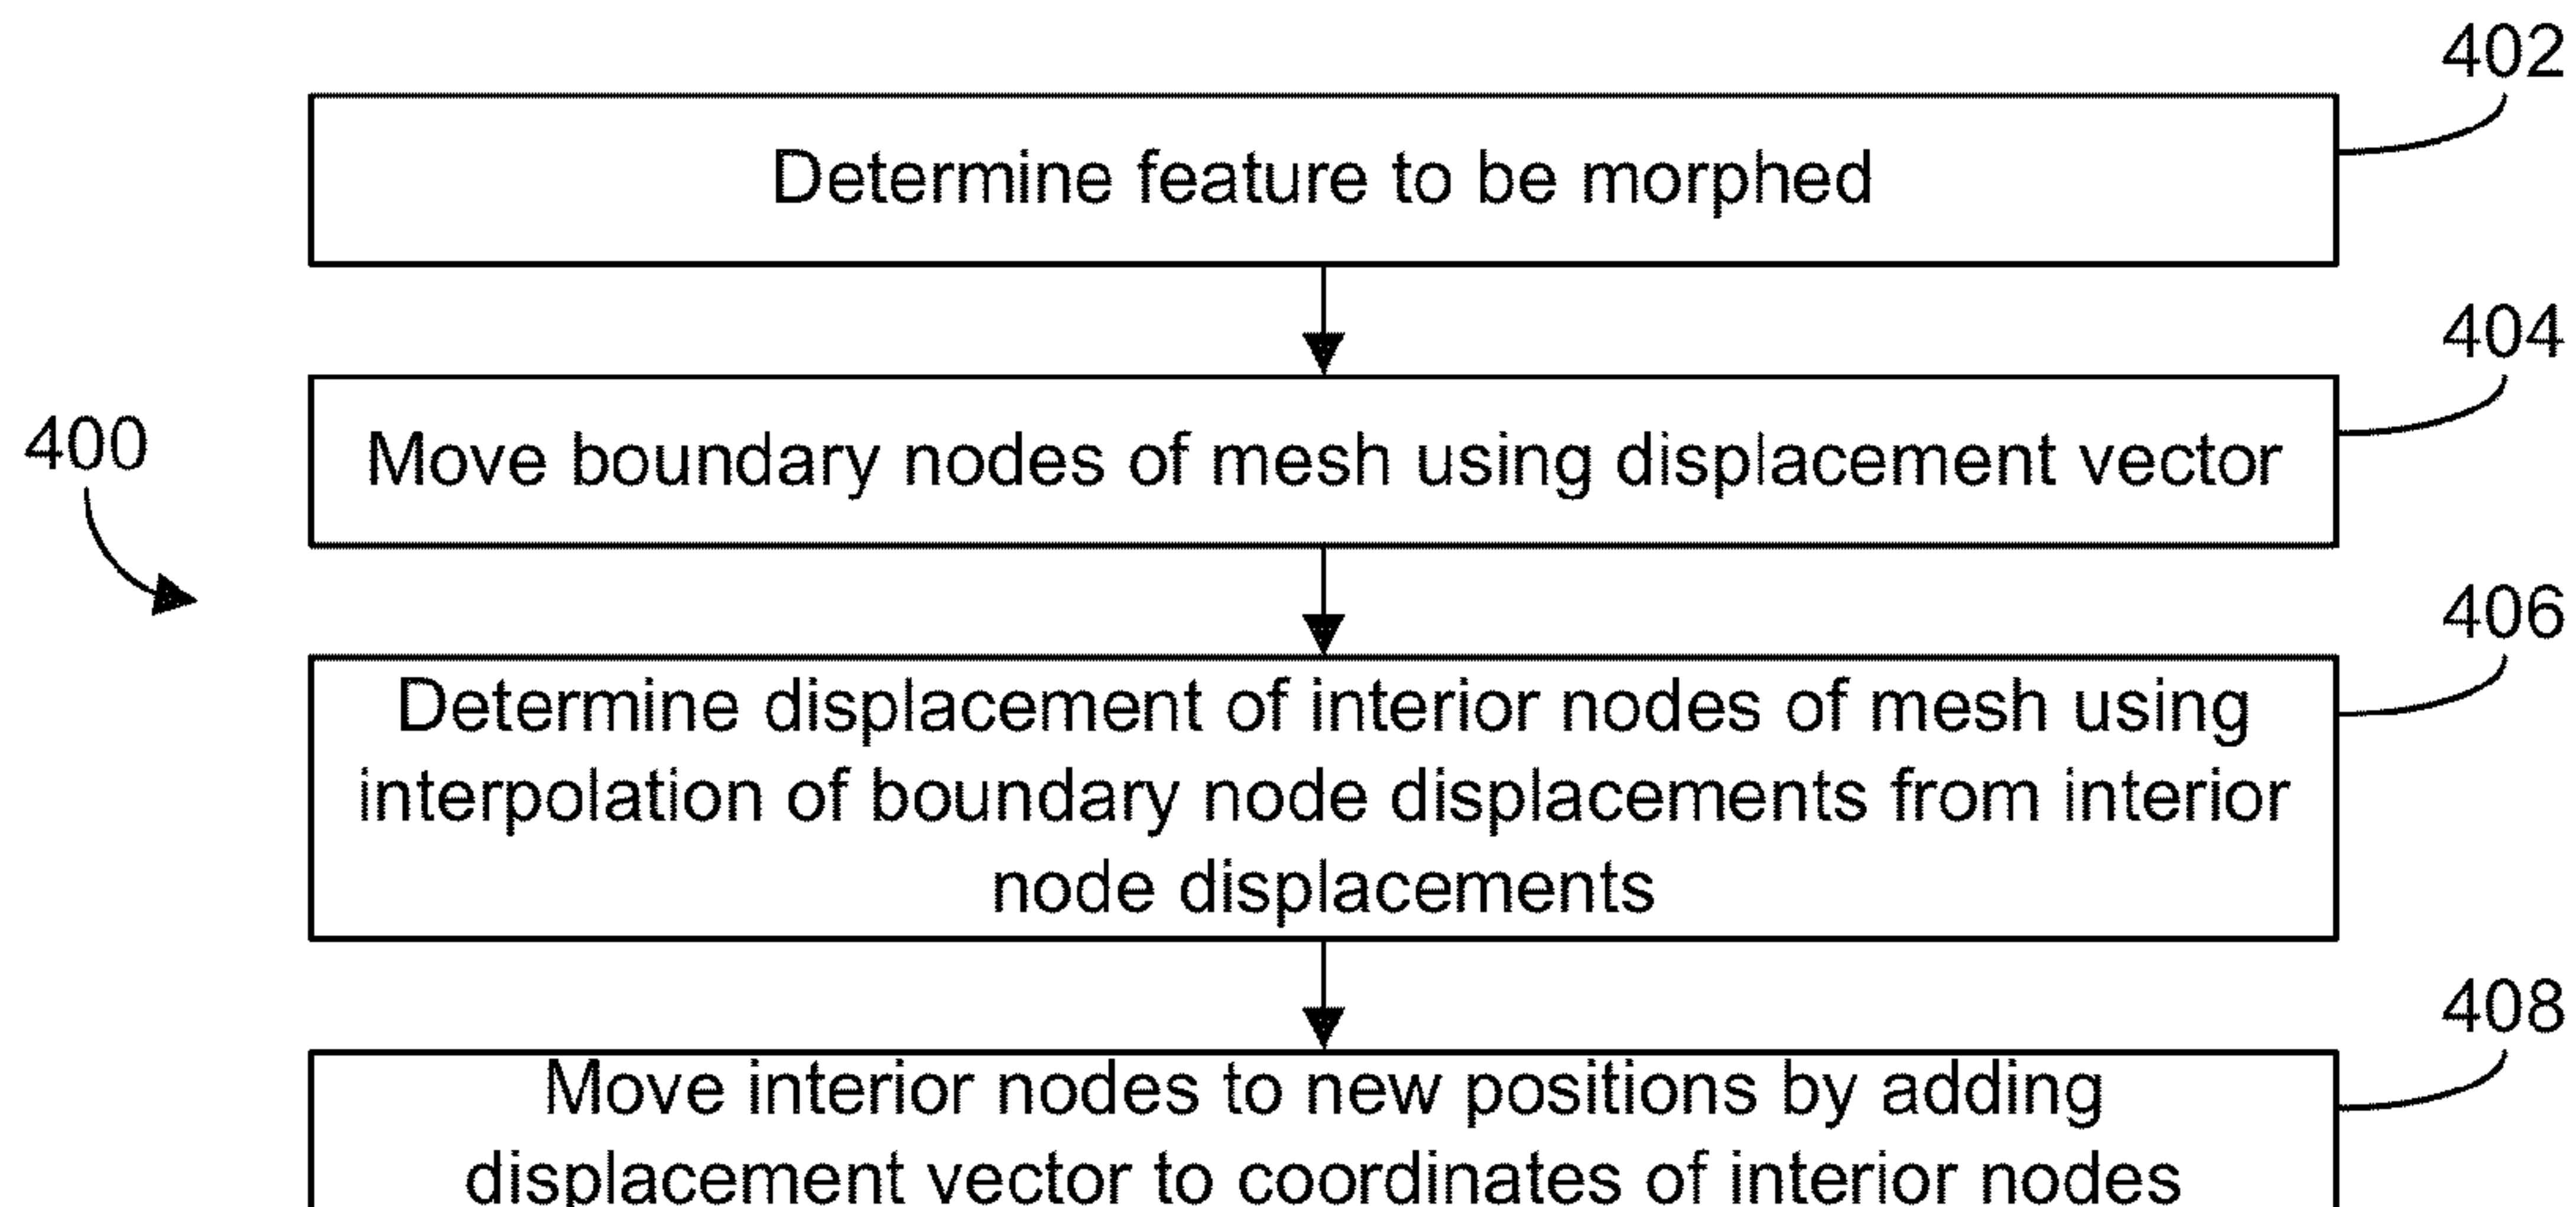 402
Determine feature to be morphed
404
Move boundary nodes of mesh using displacement vector
400
406
Determine displacement of interior nodes of mesh using
interpolation of boundary node displacements from interior
node displacements
408
Move interior nodes to new positions by adding
displacement vector to coordinates of interior nodes